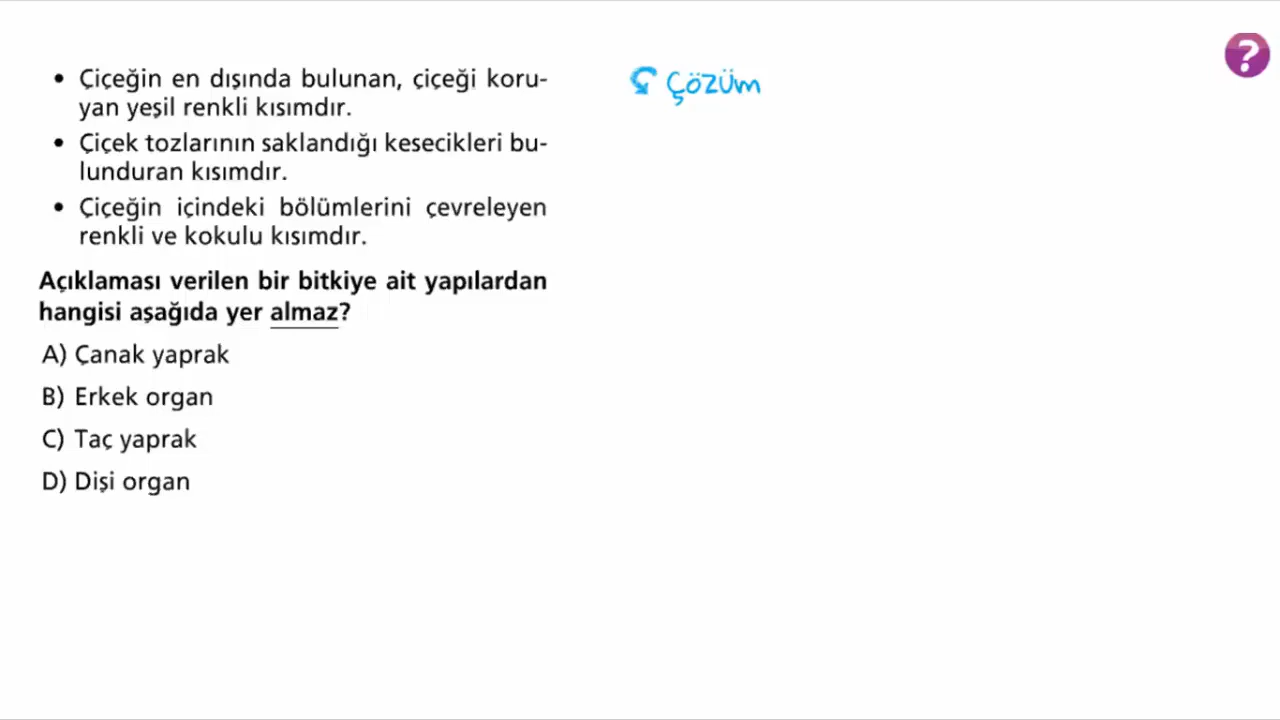 • Çiçeğin en dışında bulunan, çiçeği koru-
yan yeşil renkli kısımdır.
• Çiçek tozlarının saklandığı kesecikleri bu-
lunduran kısımdır.
• Çiçeğin içindeki bölümlerini çevreleyen
renkli ve kokulu kısımdır.
Açıklaması verilen bir bitkiye ait yapılardan
hangisi aşağıda yer almaz?
A) Çanak yaprak
B) Erkek organ
C) Taç yaprak
D) Dişi organ
Çözüm
?